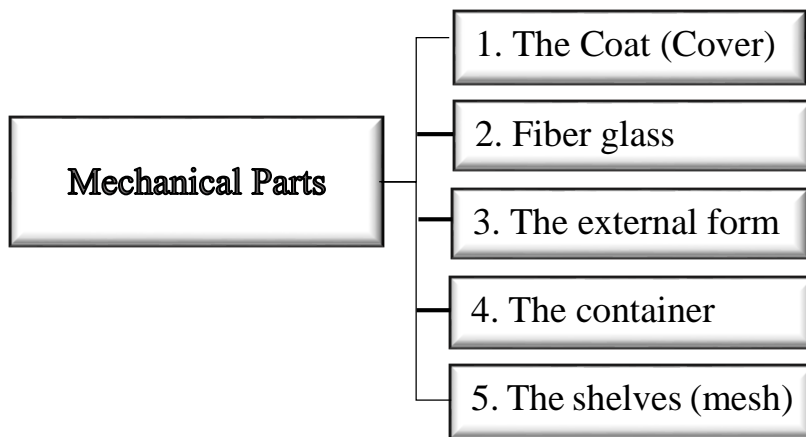 Mechanical Parts
1. The Coat (Cover)
2. Fiber glass
3. The external form
4. The container
5. The shelves (mesh)